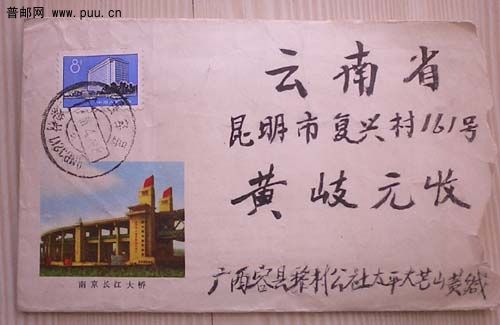 普邮网
www.puu.cn
8分
云南省
昆明市复兴村161号
黄岐元收
南京长江大桥
广西容县黎村公社太平大芒山黄缄